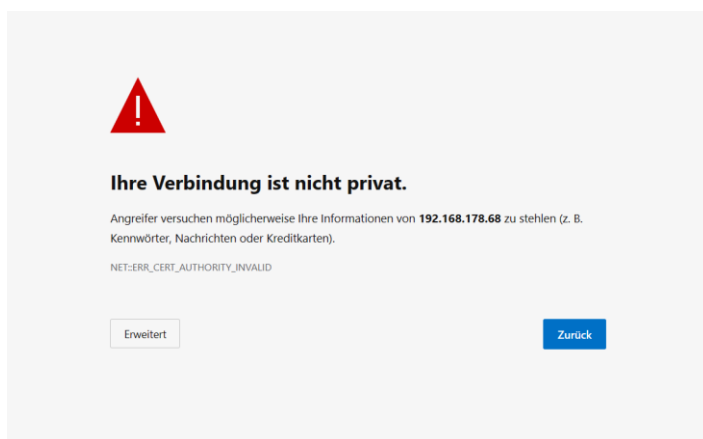 Ihre Verbindung ist nicht privat.
Angreifer versuchen möglicherweise Ihre Informationen von 192.168.178.68 zu stehlen (z. B.
Kennwörter, Nachrichten oder Kreditkarten).
NET::ERR_CERT_AUTHORITY_INVALID
Erweitert
Zurück